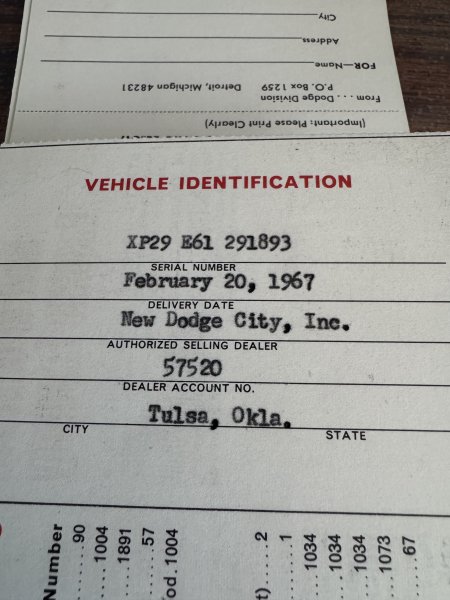 City
Address
FOR—Name
P.O. Box 1259 Detroit, Michigan 48231
From . . . . Dodge Division
(Important: Please Print Clearly)
VEHICLE IDENTIFICATION
XP29 E61 291893
SERIAL NUMBER
February 20, 1967
DELIVERY DATE
New Dodge City, Inc.
AUTHORIZED SELLING DEALER
57520
DEALER ACCOUNT NO.
Tulsa, Okla.
CITY STATE
Number
90
1004
1891
57
od. 1004
t) 2
1
1034
1034
1034
1073
67